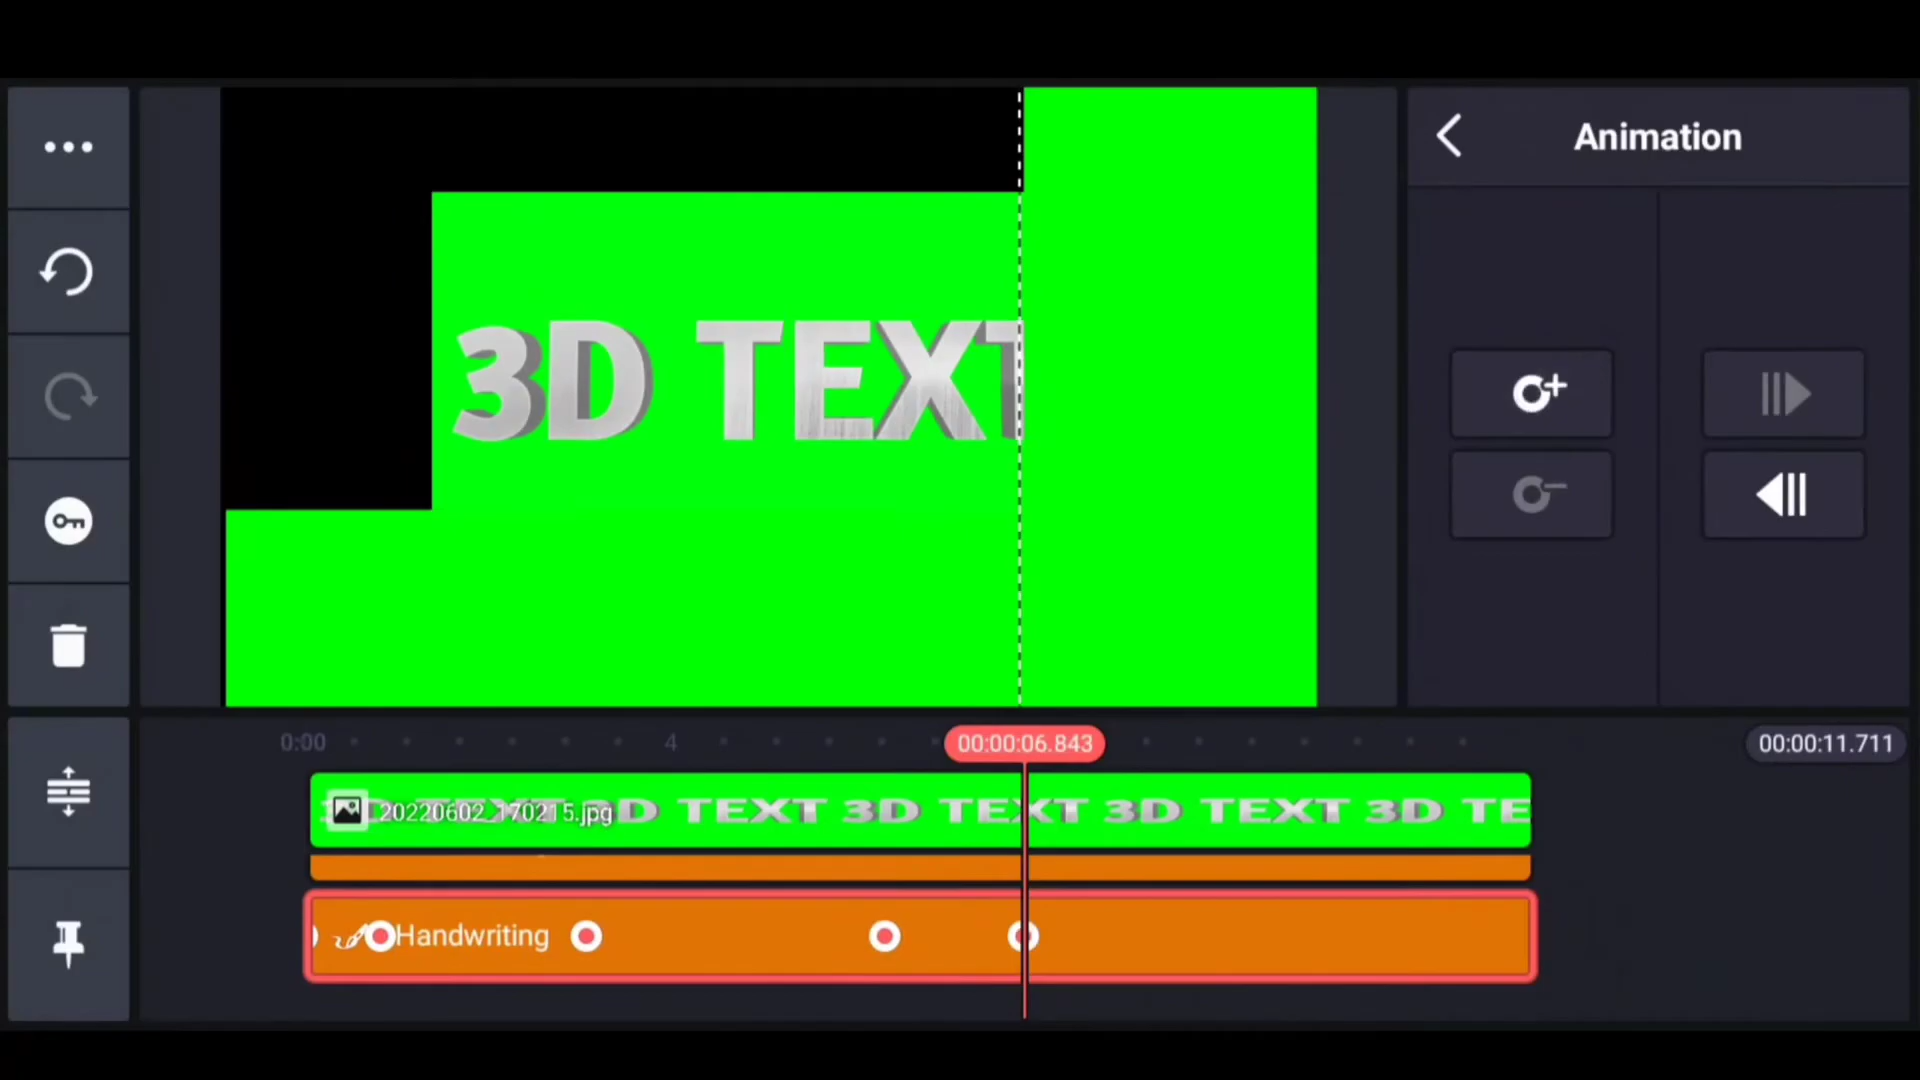 Animation
3D TEXT
0:00
4
00:00:06.843
00:00:11.711
20220602_170215.jpg
3D TEXT 3D TEXT 3D TEXT 3D TE
Handwriting